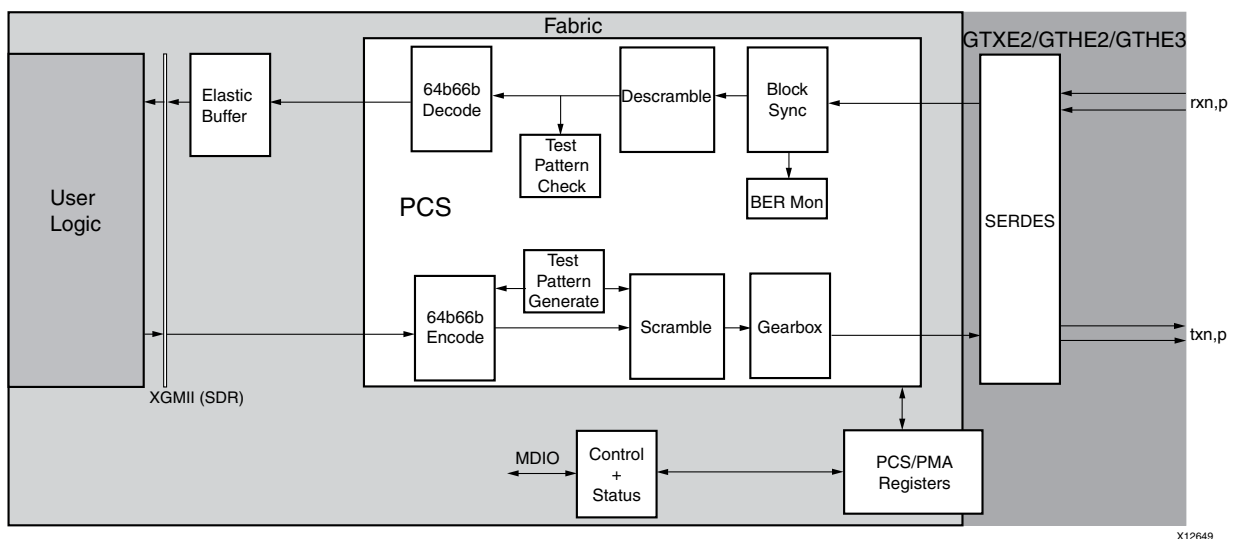 Fabric
GTXE2/GTHE2/GTHE3
User
Logic
Elastic
Buffer
64b66b
Decode
Descramble
Block
Sync
rxn,p
Test
Pattern
Check
BER Mon
PCS
SERDES
Test
Pattern
Generate
64b66b
Encode
Scramble
Gearbox
txn,p
XGMII (SDR)
MDIO
Control
+
Status
PCS/PMA
Registers
X12649